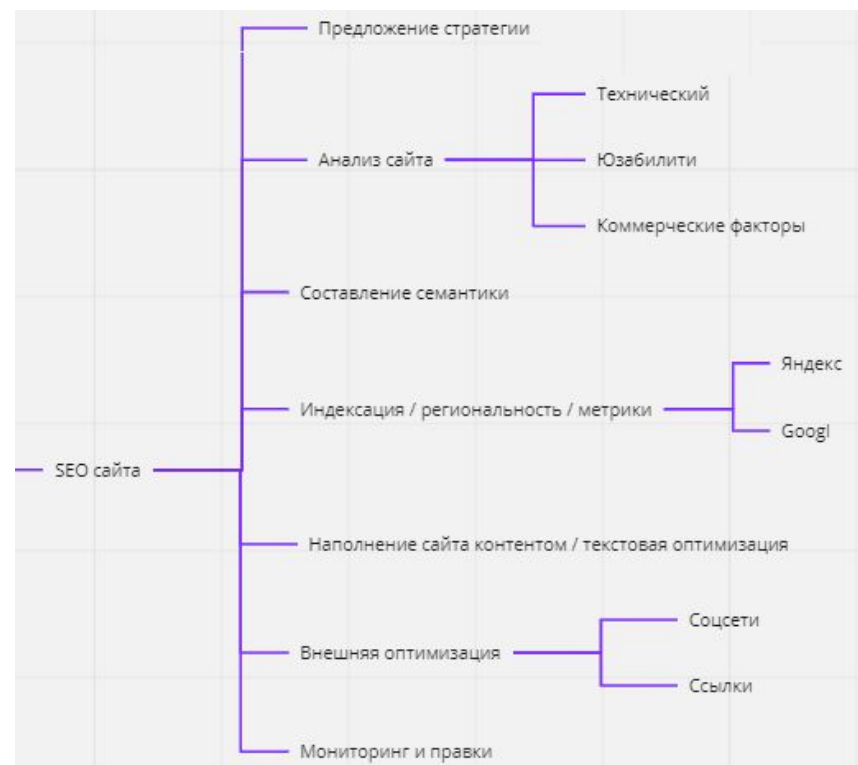 Предложение стратегии
Технический
Анализ сайта
Юзабилити
Коммерческие факторы
Составление семантики
Яндекс
Индексация / региональность / метрики
Googl
SEO сайта
Наполнение сайта контентом / текстовая оптимизация
Соцсети
Внешняя оптимизация
Ссылки
Мониторинг и правки